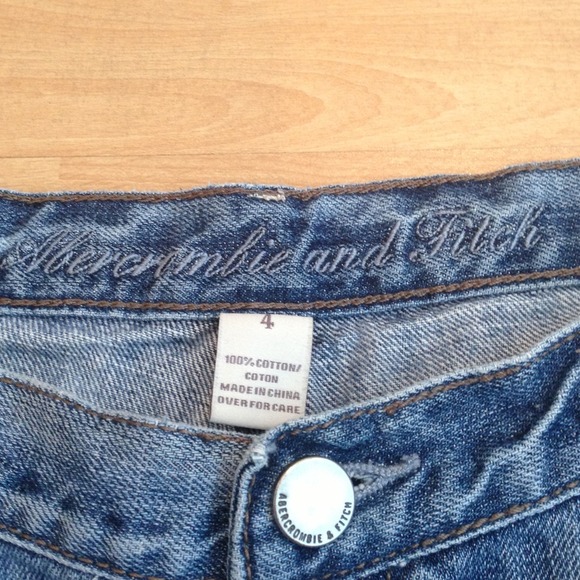 Abercrombie and Fitch
4
100% COTTON/
COTON
MADE IN CHINA
OVER FOR CARE
ABERCROMBIE & FITCH